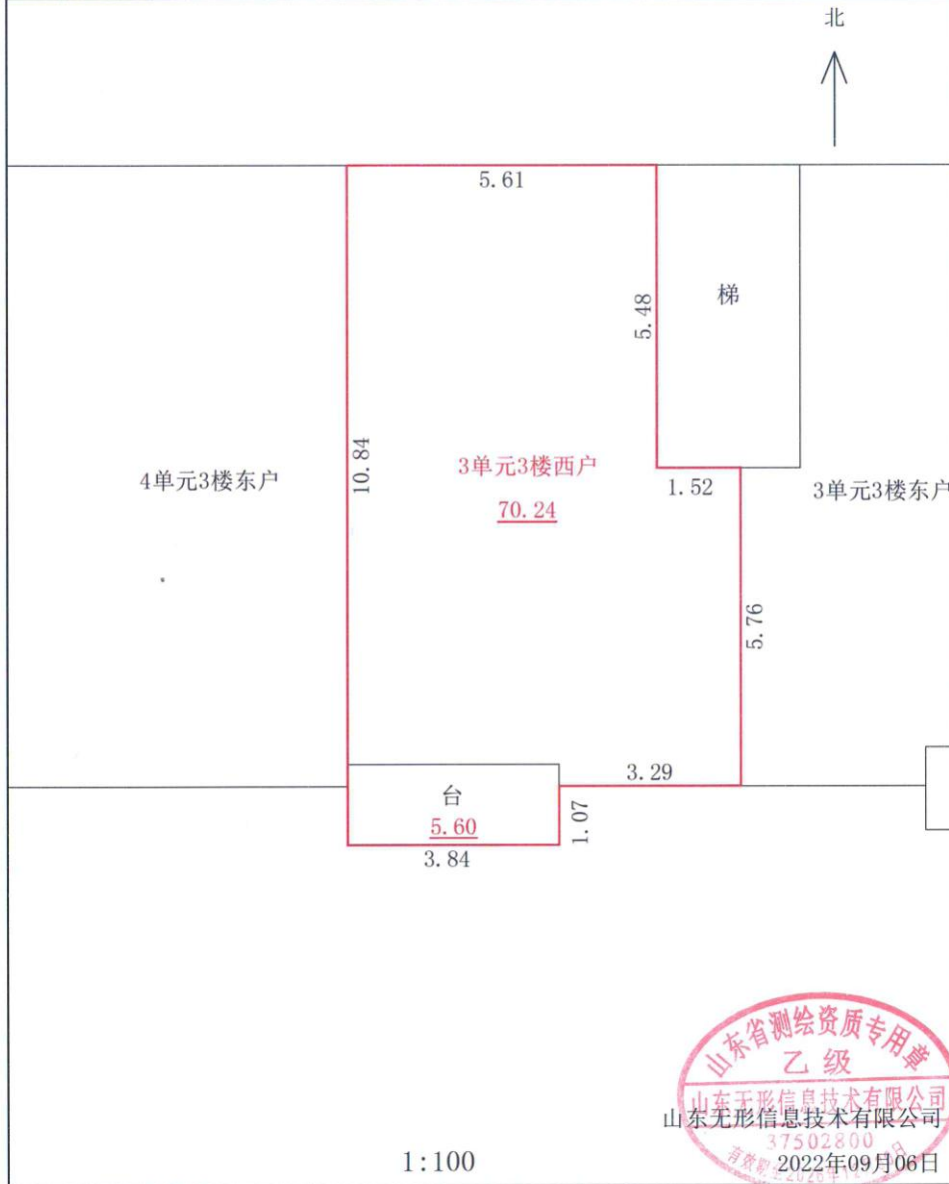 北
5.61
5.48
梯
10.84
4单元3楼东户
3单元3楼西户
1.52
3单元3楼东户
70.24
5.76
3.29
台
1.07
5.60
3.84
山东省测绘资质专用章
乙级
山东无形信息技术有限公司
山东无形信息技术有限公司
37502800
2022年09月06日
1:100